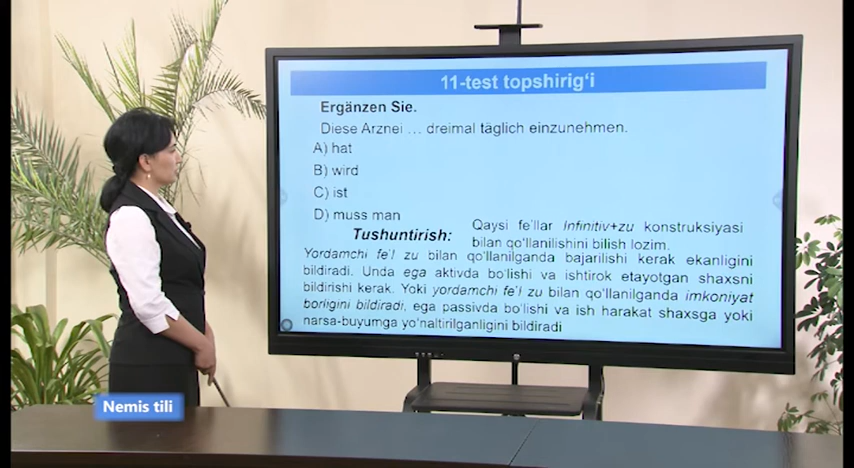 11-test topshirig‘i
Ergänzen Sie.
Diese Arznei … dreimal täglich einzunehmen.
A) hat
B) wird
C) ist
D) muss man
Tushuntirish: Qaysi fe’llar Infinitiv+zu konstruksiyasi
bilan qo‘llanilishini bilish lozim.
Yordamchi fe’l zu bilan qo‘llanilganda bajarilishi kerak ekanligini
bildiradi. Unda ega aktivda bo‘lishi va ishtirok etayotgan shaxsni
bildirishi kerak. Yoki yordamchi fe’l zu bilan qo‘llanilganda imkoniyat
borligini bildiradi, ega passivda bo‘lishi va ish harakat shaxsga yoki
narsa-buyumga yo‘naltirilganligini bildiradi
Nemis tili